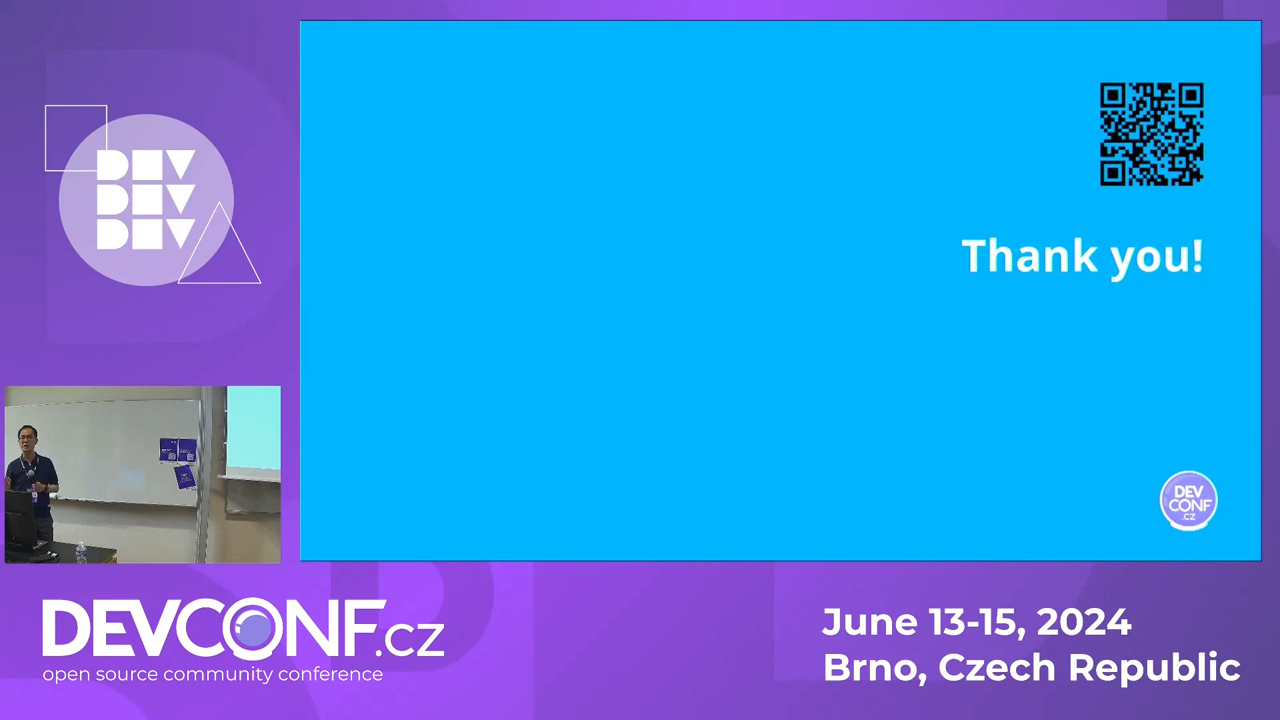 DEV
DEV
DEV
Thank you!
DEV
CONF
.CZ
DEVCONF.cz
open source community conference
June 13-15, 2024
Brno, Czech Republic